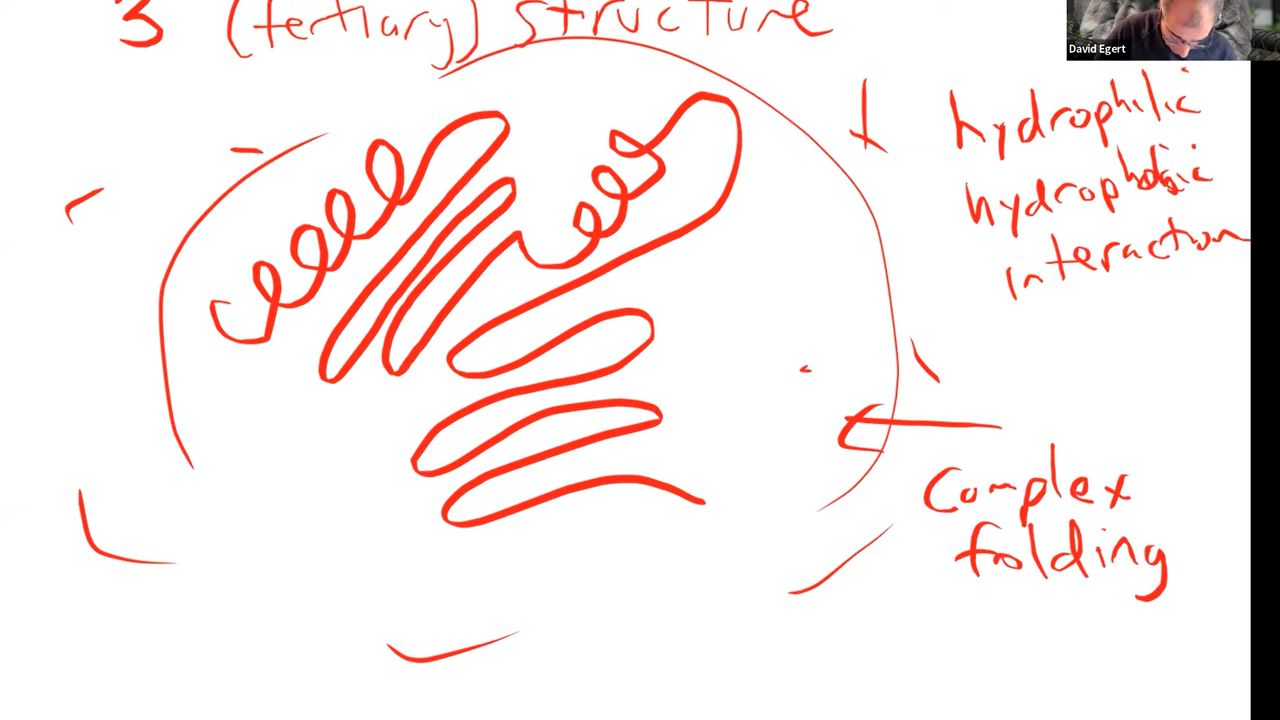 3 (tertiary) structure
David Egert
hydrophilic
hydrophobic
interaction
Complex
folding